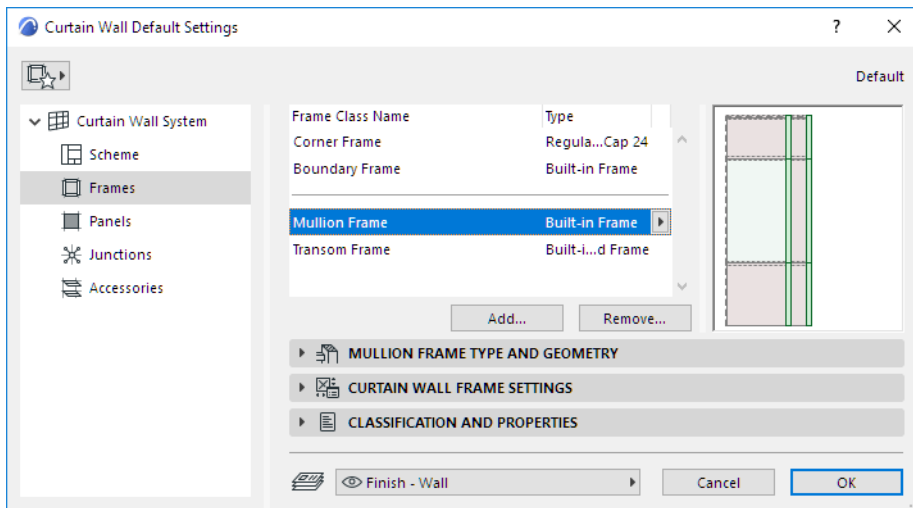 Curtain Wall Default Settings
?
Default
Curtain Wall System
Scheme
Frames
Panels
Junctions
Accessories
Frame Class Name Type
Corner Frame Regula...Cap 24
Boundary Frame Built-in Frame
Mullion Frame Built-in Frame
Transom Frame Built-i...d Frame
Add... Remove...
MULLION FRAME TYPE AND GEOMETRY
CURTAIN WALL FRAME SETTINGS
CLASSIFICATION AND PROPERTIES
Finish - Wall
Cancel OK